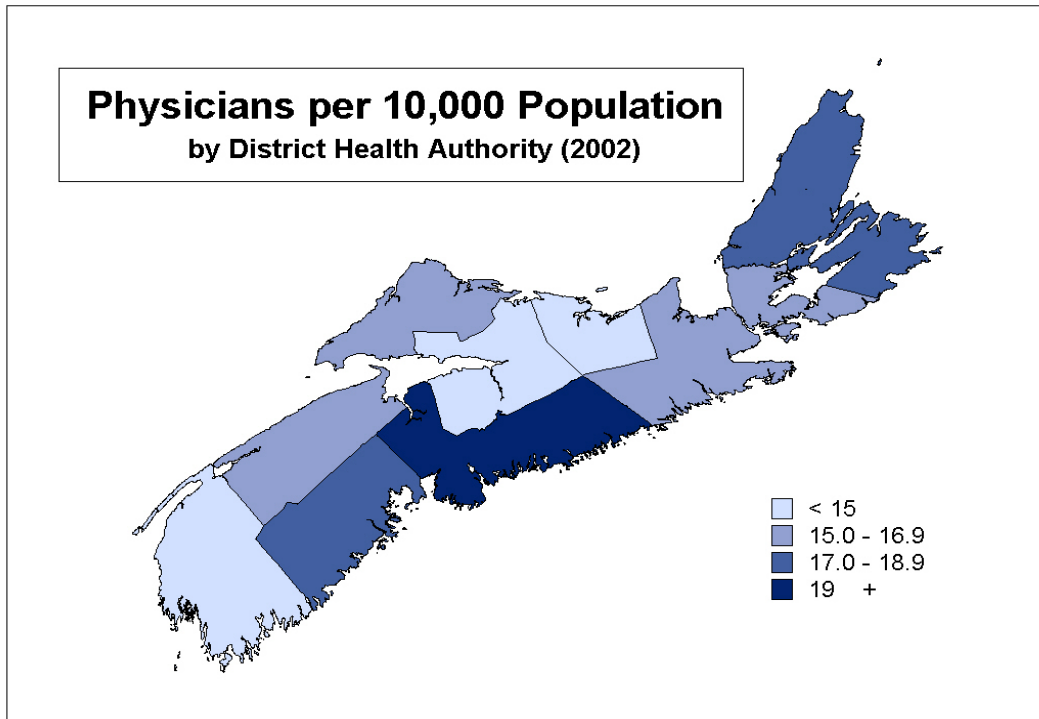 Physicians per 10,000 Population
by District Health Authority (2002)
< 15
15.0 - 16.9
17.0 - 18.9
19 +